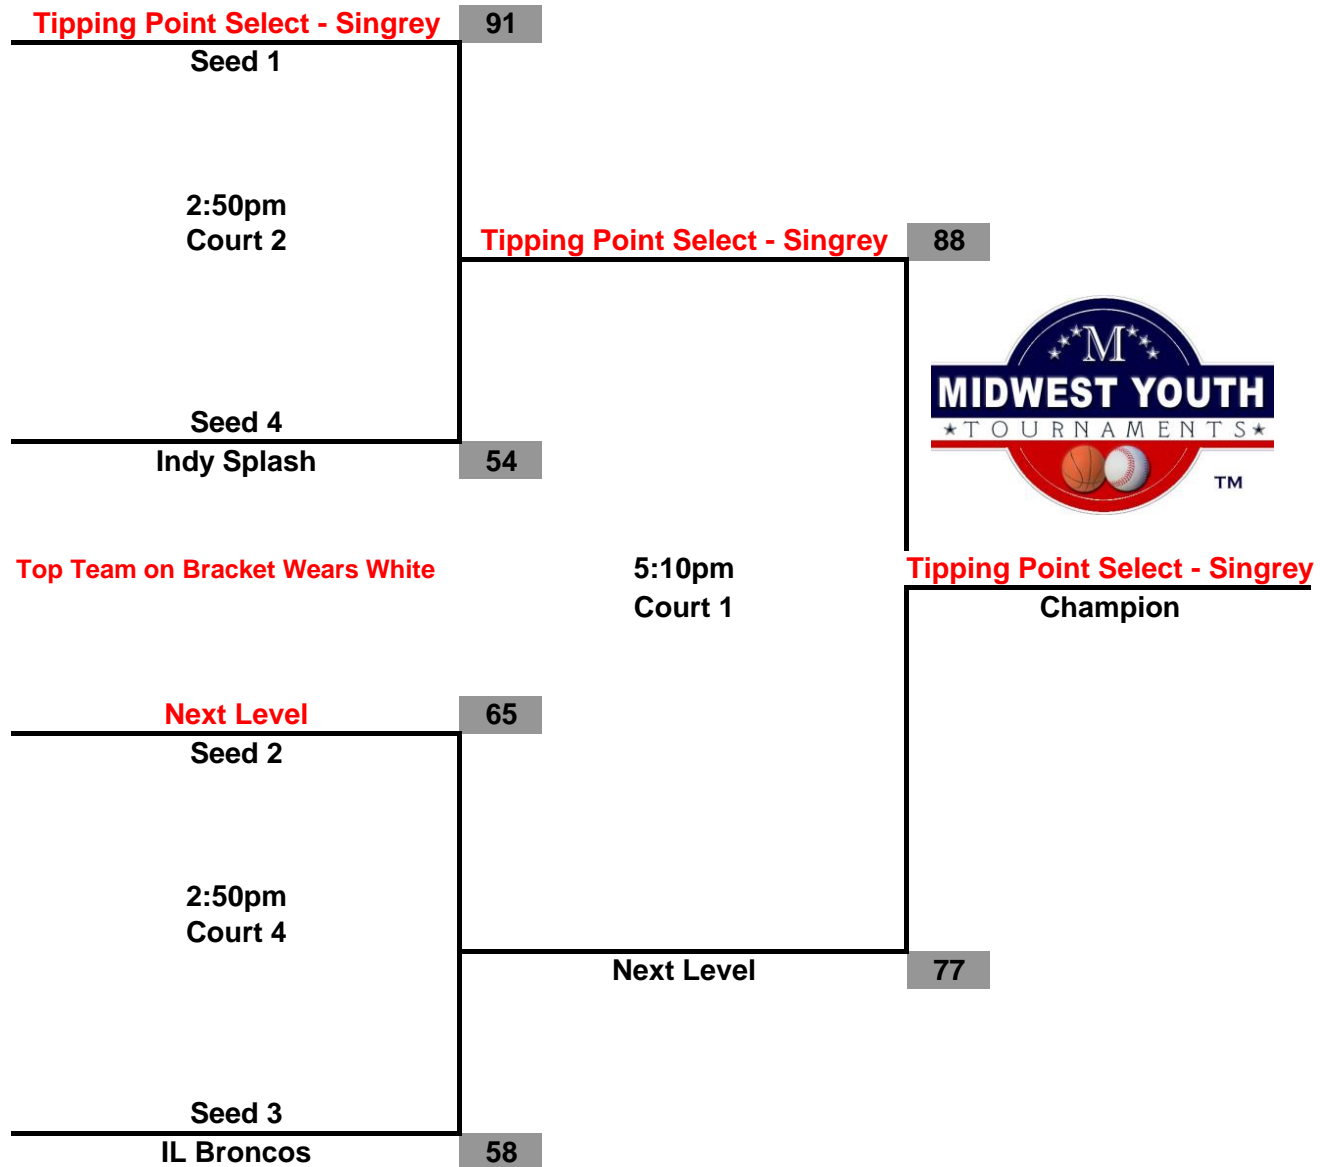 Tipping Point Select - Singrey 91
Seed 1
2:50pm
Court 2
Tipping Point Select - Singrey 88
Seed 4
Indy Splash 54
M
MIDWEST YOUTH
TOURNAMENTS
TM
Top Team on Bracket Wears White
5:10pm
Court 1
Tipping Point Select - Singrey
Champion
Next Level 65
Seed 2
2:50pm
Court 4
Next Level 77
Seed 3
IL Broncos 58